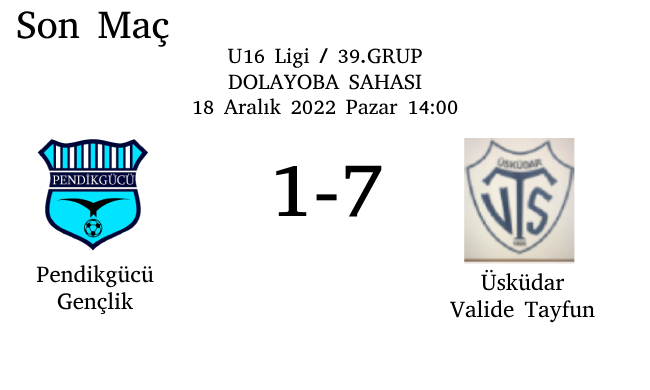 Son Maç
U16 Ligi / 39.GRUP
DOLAYOBA SAHASI
18 Aralık 2022 Pazar 14:00
PENDİKGÜCÜ
1-7
ÜSKÜDAR
VTS
Pendikgücü
Gençlik
Üsküdar
Valide Tayfun